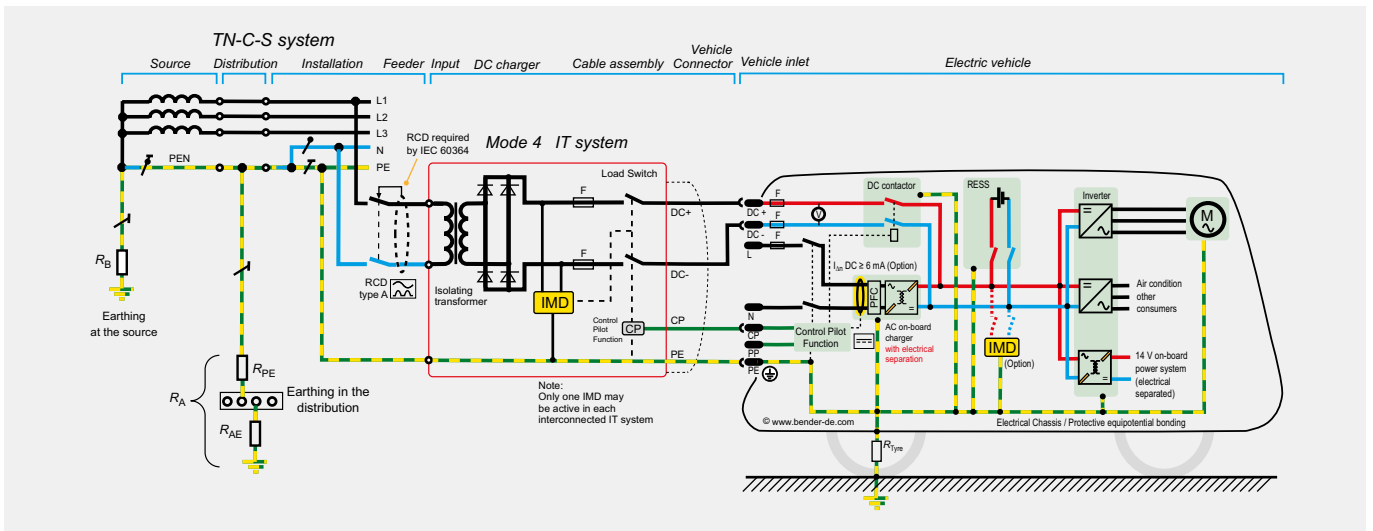 TN-C-S system
Source
Distribution
Installation
Feeder
Input
DC charger
Cable assembly
Vehicle
Connector
Vehicle inlet
Electric vehicle
L1
L2
L3
N
PE
PEN
RCD required
by IEC 60364
Mode 4 IT system
Load Switch
F
F
DC+
DC-
RCD
type A
Isolating
transformer
IMD
Control
Pilot
Function
CP
CP
PE
Note:
Only one IMD may
be active in each
interconnected IT system
RB
Earthing
at the source
RPE
RA
Earthing in the
distribution
RAE
F
DC +
F
DC -
F
L
V
DC contactor
RESS
Inverter
M
I∆n DC ≥ 6 mA (Option)
PFC
N
CP
PP
PE
Control Pilot
Function
AC on-board
charger
with electrical
separation
IMD
(Option)
Air condition
other
consumers
14 V on-board
power system
(electrical
separated)
© www.bender-de.com
Electrical Chassis / Protective equipotential bonding
RTyre